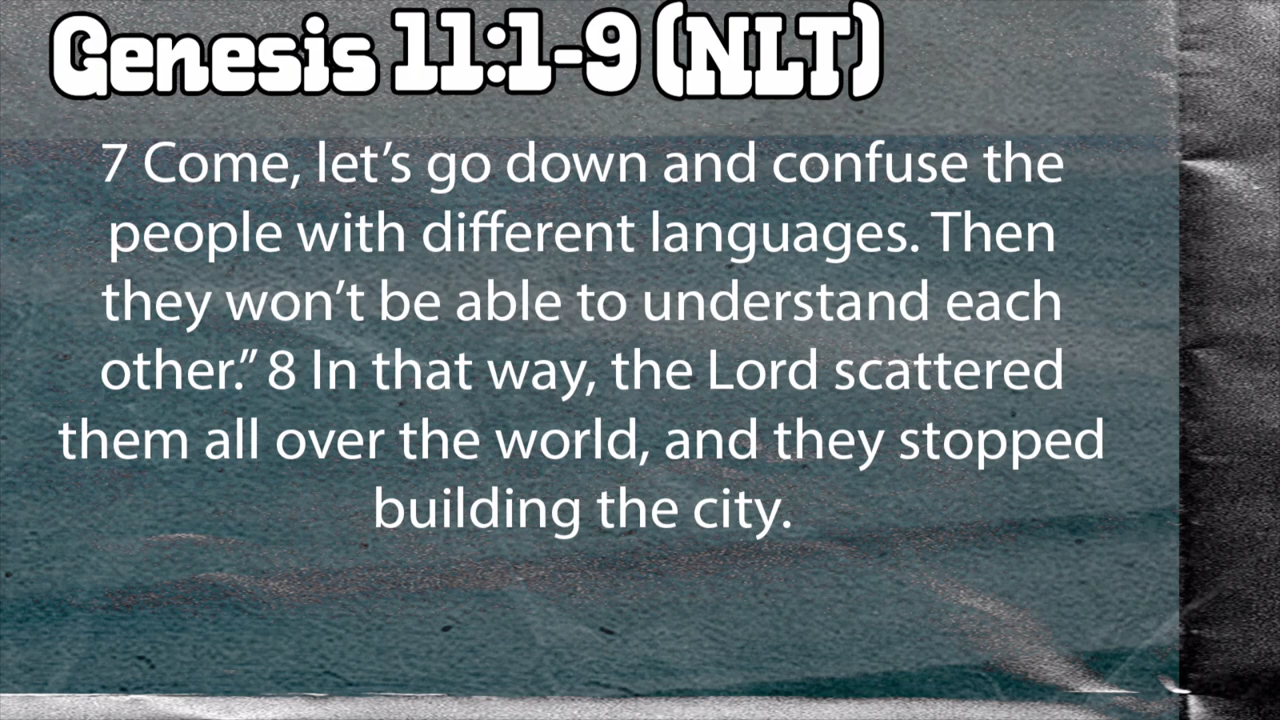 Genesis 11:1-9 (NLT)
7 Come, let’s go down and confuse the
people with different languages. Then
they won’t be able to understand each
other.” 8 In that way, the Lord scattered
them all over the world, and they stopped
building the city.